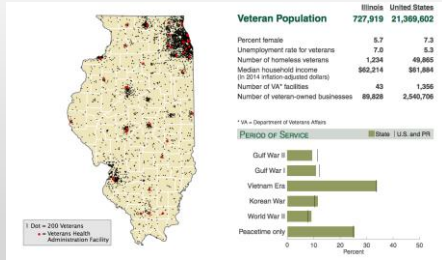 Illinois United States
Veteran Population 727,919 21,369,602
Percent female 5.7 7.3
Unemployment rate for veterans 7.0 5.3
Number of homeless veterans 1,234 49,865
Median household income $62,214 $61,884
(in 2014 inflation-adjusted dollars)
Number of VA* facilities 43 1,356
Number of veteran-owned businesses 89,828 2,540,706
* VA = Department of Veterans Affairs
PERIOD OF SERVICE State | U.S. and PR
Gulf War II
Gulf War I
Vietnam Era
Korean War
World War II
Peacetime only
0 10 20 30 40 50
Percent
1 Dot = 200 Veterans
= Veterans Health
Administration Facility